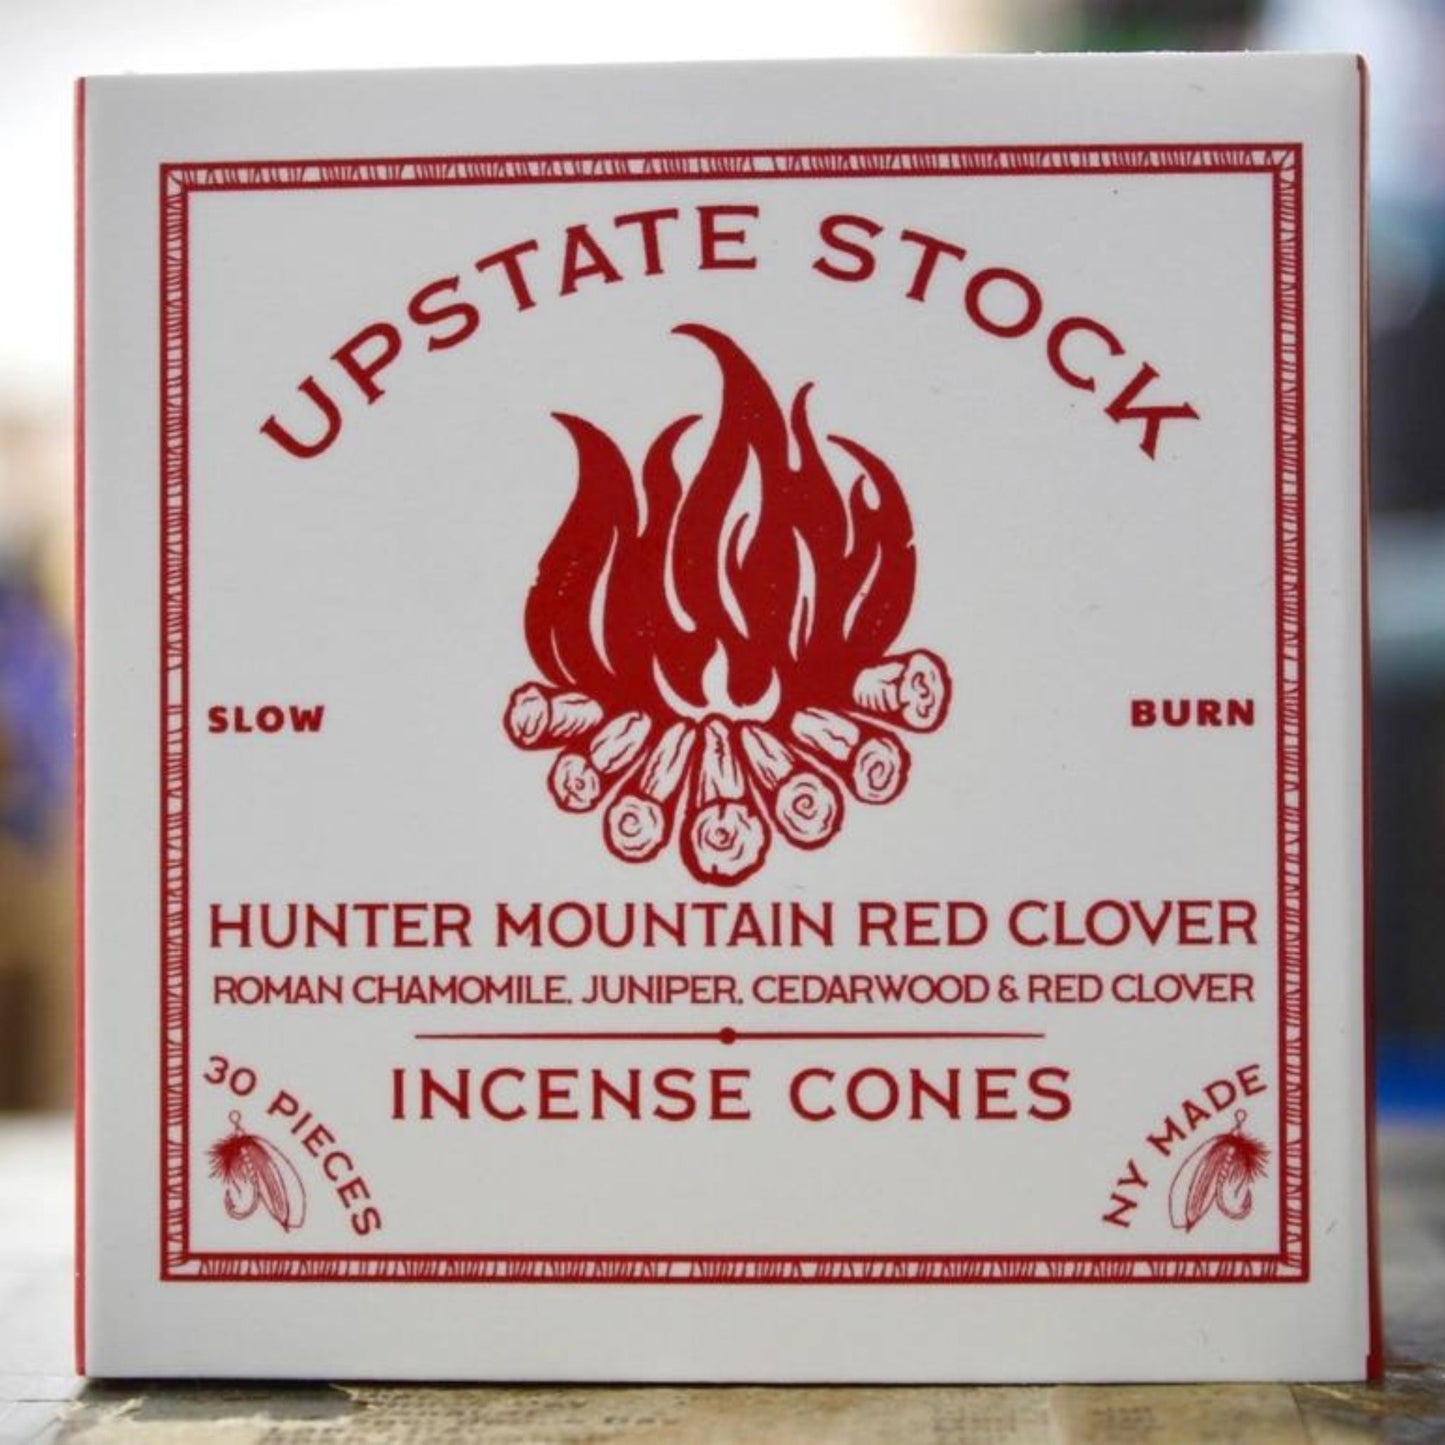 UPSTATE STOCK
SLOW
BURN
HUNTER MOUNTAIN RED CLOVER
ROMAN CHAMOMILE, JUNIPER, CEDARWOOD & RED CLOVER
INCENSE CONES
30 PIECES
NY MADE